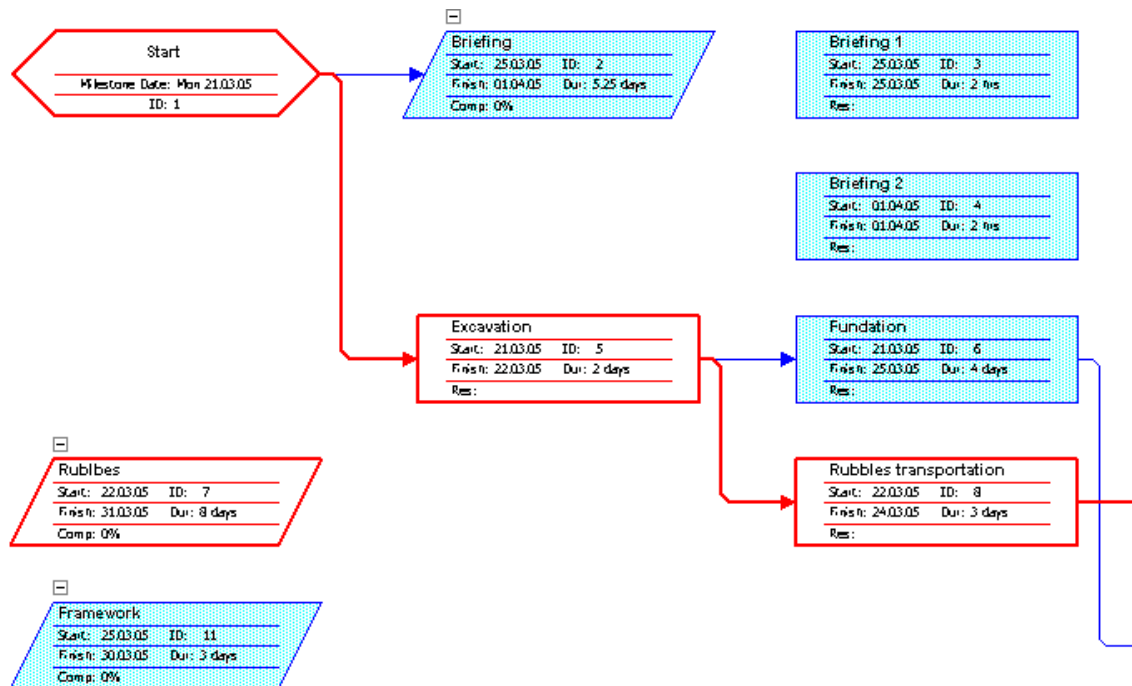 Start
Milestone Date: Mon 21.03.05
ID: 1
Briefing
Start: 25.03.05 ID: 2
Finish: 01.04.05 Dur: 5.25 days
Comp: 0%
Briefing 1
Start: 25.03.05 ID: 3
Finish: 25.03.05 Dur: 2 hrs
Res:
Briefing 2
Start: 01.04.05 ID: 4
Finish: 01.04.05 Dur: 2 hrs
Res:
Excavation
Start: 21.03.05 ID: 5
Finish: 22.03.05 Dur: 2 days
Res:
Fundation
Start: 21.03.05 ID: 6
Finish: 25.03.05 Dur: 4 days
Rublbes
Start: 22.03.05 ID: 7
Finish: 31.03.05 Dur: 8 days
Comp: 0%
Rubbles transportation
Start: 22.03.05 ID: 8
Finish: 24.03.05 Dur: 3 days
Res:
Framework
Start: 25.03.05 ID: 11
Finish: 30.03.05 Dur: 3 days
Comp: 0%